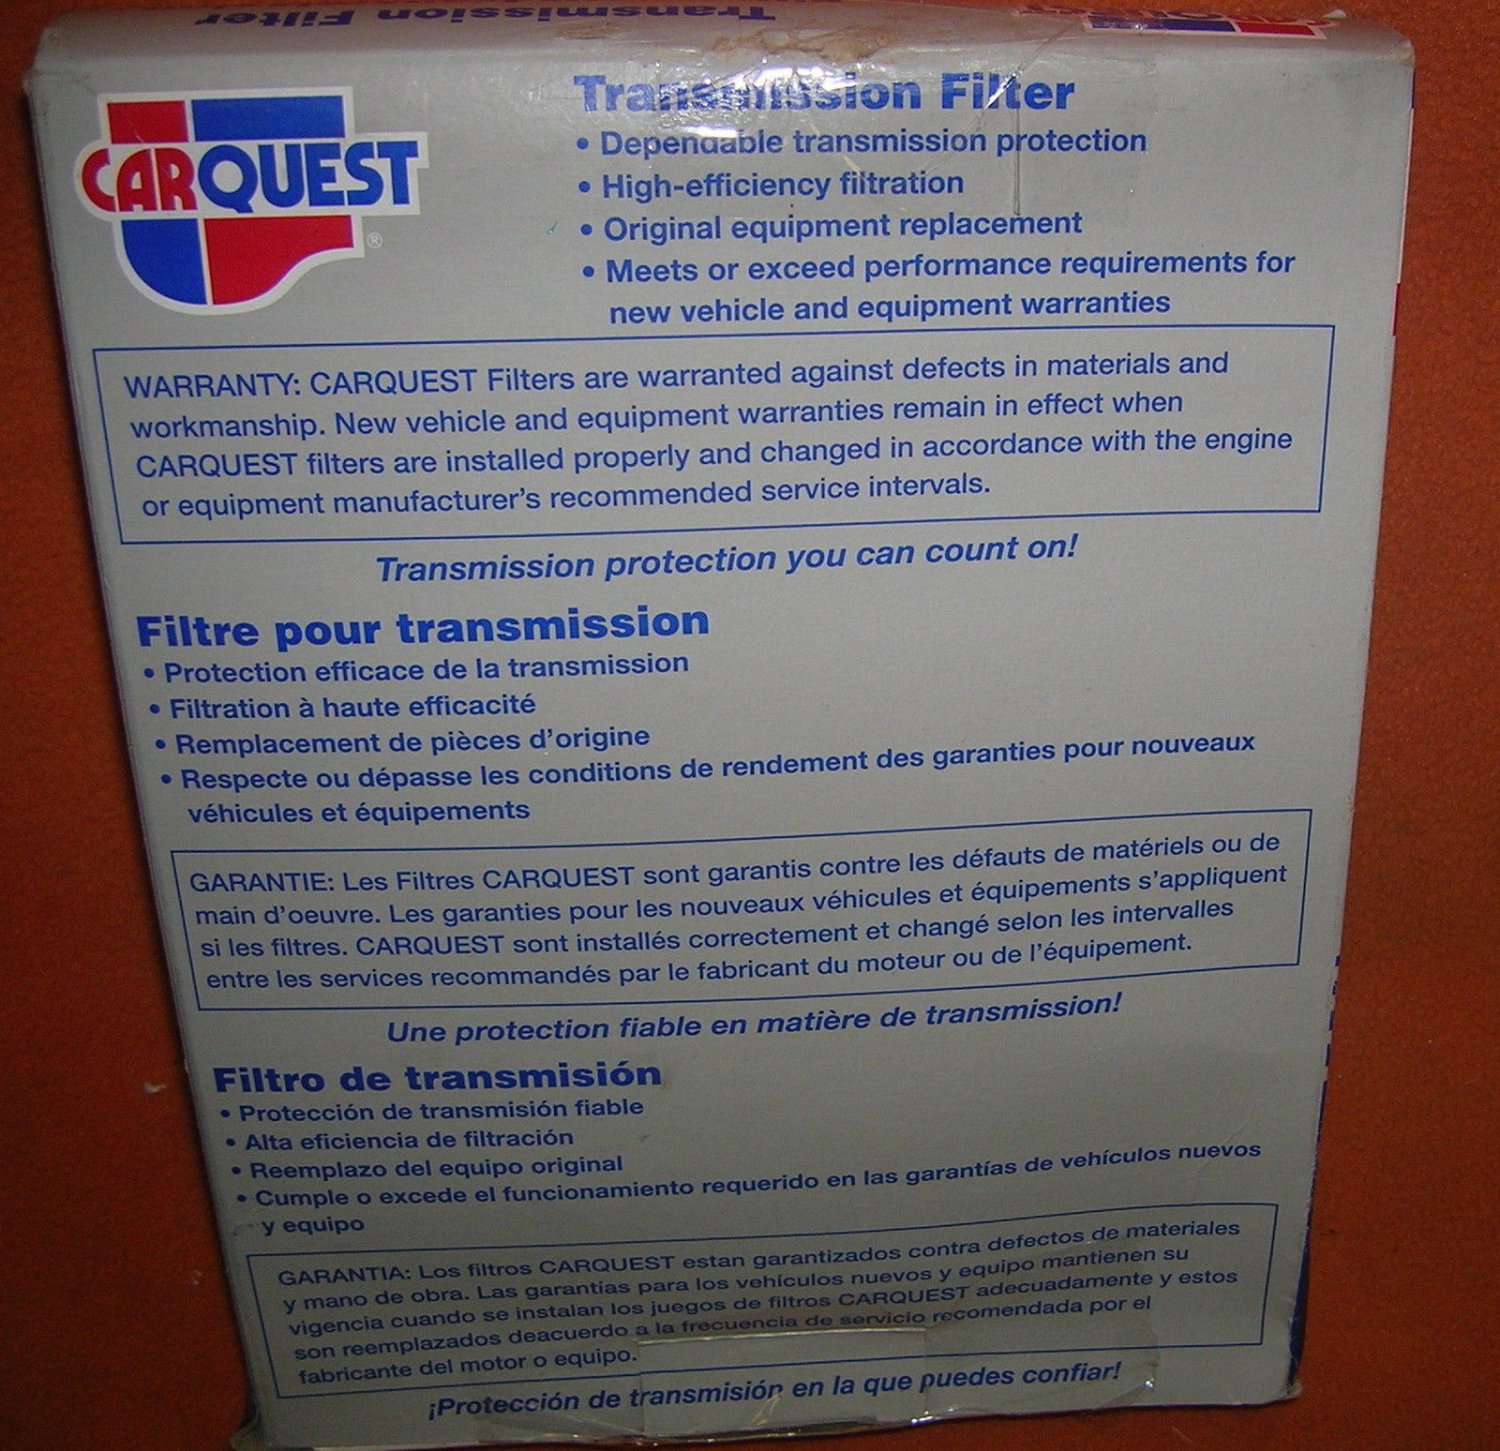 Transmission Filter
CARQUEST
CARQUEST
®
Transmission Filter
• Dependable transmission protection
• High-efficiency filtration
• Original equipment replacement
• Meets or exceed performance requirements for
new vehicle and equipment warranties
WARRANTY: CARQUEST Filters are warranted against defects in materials and
workmanship. New vehicle and equipment warranties remain in effect when
CARQUEST filters are installed properly and changed in accordance with the engine
or equipment manufacturer's recommended service intervals.
Transmission protection you can count on!
Filtre pour transmission
• Protection efficace de la transmission
• Filtration à haute efficacité
• Remplacement de pièces d'origine
• Respecte ou dépasse les conditions de rendement des garanties pour nouveaux
véhicules et équipements
GARANTIE: Les Filtres CARQUEST sont garantis contre les défauts de matériels ou de
main d'oeuvre. Les garanties pour les nouveaux véhicules et équipements s'appliquent
si les filtres. CARQUEST sont installés correctement et changé selon les intervalles
entre les services recommandés par le fabricant du moteur ou de l'équipement.
Une protection fiable en matière de transmission!
Filtro de transmisión
• Protección de transmisión fiable
• Alta eficiencia de filtración
• Reemplazo del equipo original
• Cumple o excede el funcionamiento requerido en las garantías de vehículos nuevos
y equipo
GARANTIA: Los filtros CARQUEST estan garantizados contra defectos de materiales
y mano de obra. Las garantías para los vehículos nuevos y equipo mantienen su
vigencia cuando se instalan los juegos de filtros CARQUEST adecuadamente y estos
son reemplazados deacuerdo a la frecuencia de servicio recomendada por el
fabricante del motor o equipo.
¡Protección de transmisión en la que puedes confiar!